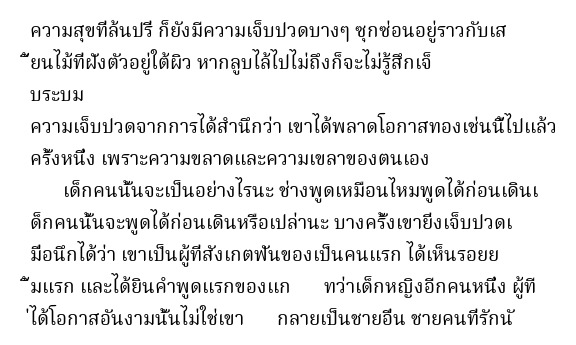 ความสุขที่ล้นปรี่ ก็ยังมีความเจ็บปวดบางๆ ซุกซ่อนอยู่ราวกับเส
ี้ยนไม้ที่ฝังตัวอยู่ใต้ผิว หากลูบไล้ไปไม่ถึงก็จะไม่รู้สึกเจ็
บระบม
ความเจ็บปวดจากการได้สำนึกว่า เขาได้พลาดโอกาสทองเช่นนี้ไปแล้ว
ครั้งหนึ่ง เพราะความขลาดและความเขลาของตนเอง
เด็กคนนั้นจะเป็นอย่างไรนะ ช่างพูดเหมือนไหมพูดได้ก่อนเดินเ
ด็กคนนั้นจะพูดได้ก่อนเดินหรือเปล่านะ บางครั้งเขายิ่งเจ็บปวดเ
มื่อนึกได้ว่า เขาเป็นผู้ที่สังเกตฟันของเป็นคนแรก ได้เห็นรอยย
ิ้มแรก และได้ยินคำพูดแรกของแก ทว่าเด็กหญิงอีกคนหนึ่ง ผู้ที
่ได้โอกาสอันงามนั้นไม่ใช่เขา กลายเป็นชายอื่น ชายคนที่รักนั